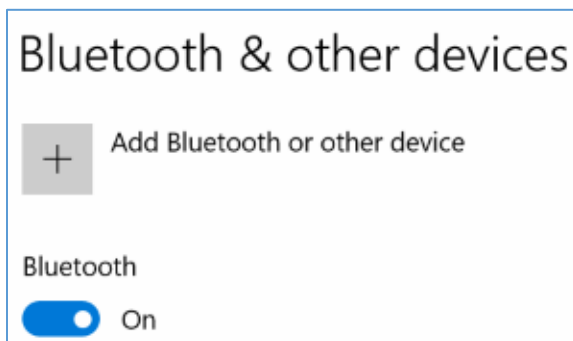 Bluetooth & other devices
Add Bluetooth or other device
Bluetooth
On